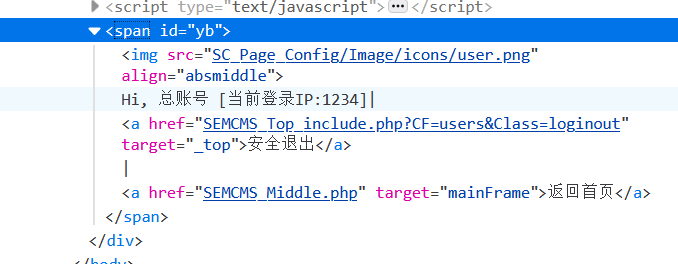 <script type="text/javascript">…</script>
<span id="yb">
<img src="SC_Page_Config/Image/icons/user.png"
align="absmiddle">
Hi, 总账号 [当前登录IP:1234]|
<a href="SEMCMS_Top_include.php?CF=users&Class=loginout"
target="_top">安全退出</a>
|
<a href="SEMCMS_Middle.php" target="mainFrame">返回首页</a>
</span>
</div>
</body>